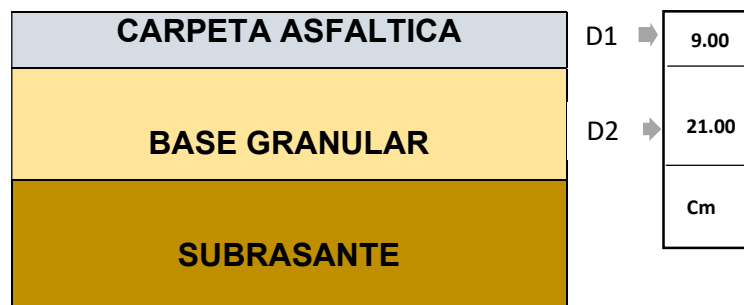 CARPETA ASFALTICA
D1
9.00
BASE GRANULAR
D2
21.00
SUBRASANTE
Cm